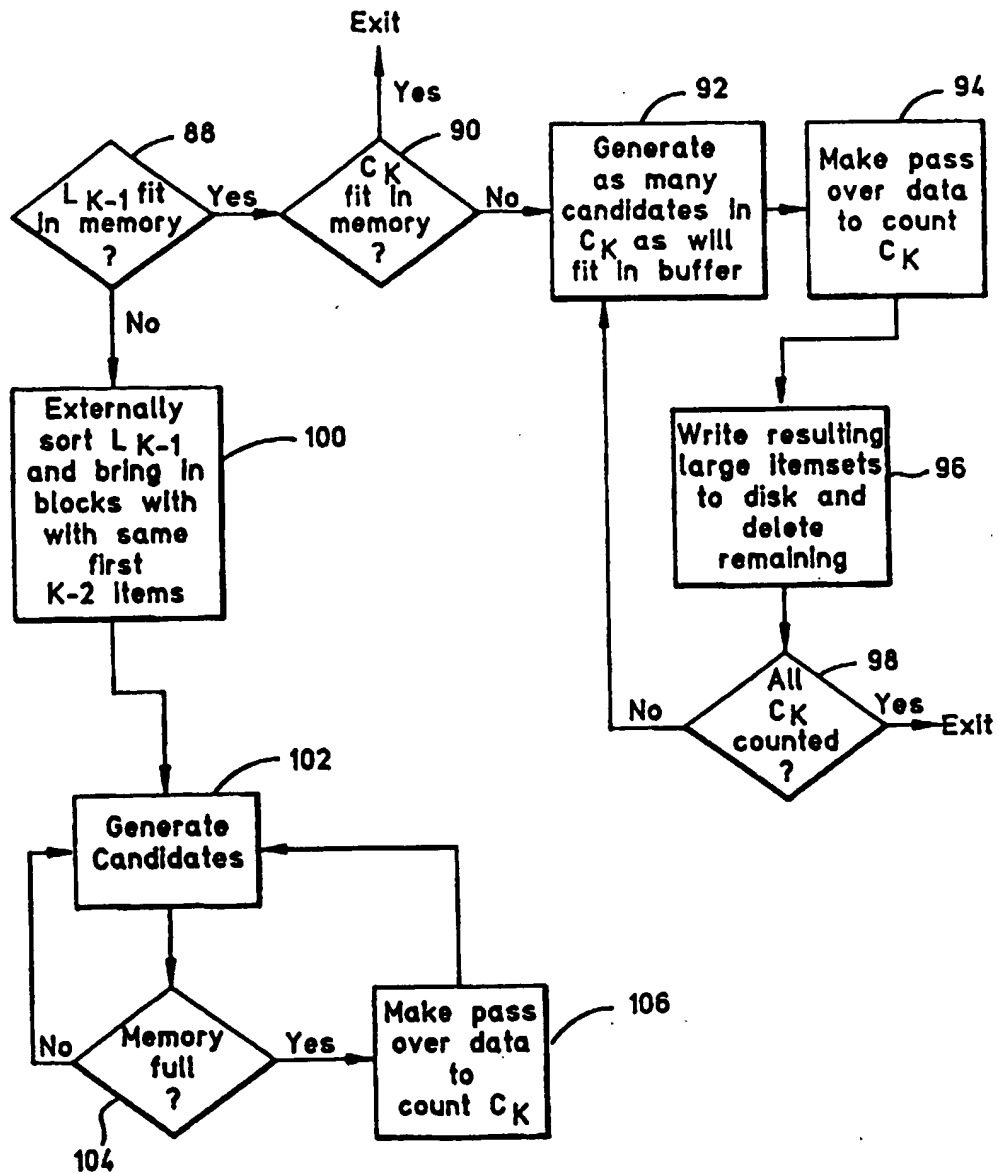 Exit
Yes
88
L K-1 fit
in memory
?
Yes
90
C K
fit in
memory
?
No
92
Generate
as many
candidates in
C K as will
fit in buffer
94
Make pass
over data
to count
C K
No
Externally
sort L K-1
and bring in
blocks with
with same
first
K-2 items
100
Write resulting
large itemsets
to disk and
delete
remaining
96
All
C K
counted
?
98
No
Yes
Exit
Generate
Candidates
102
Memory
full
?
No
Yes
104
Make pass
over data
to
count C K
106